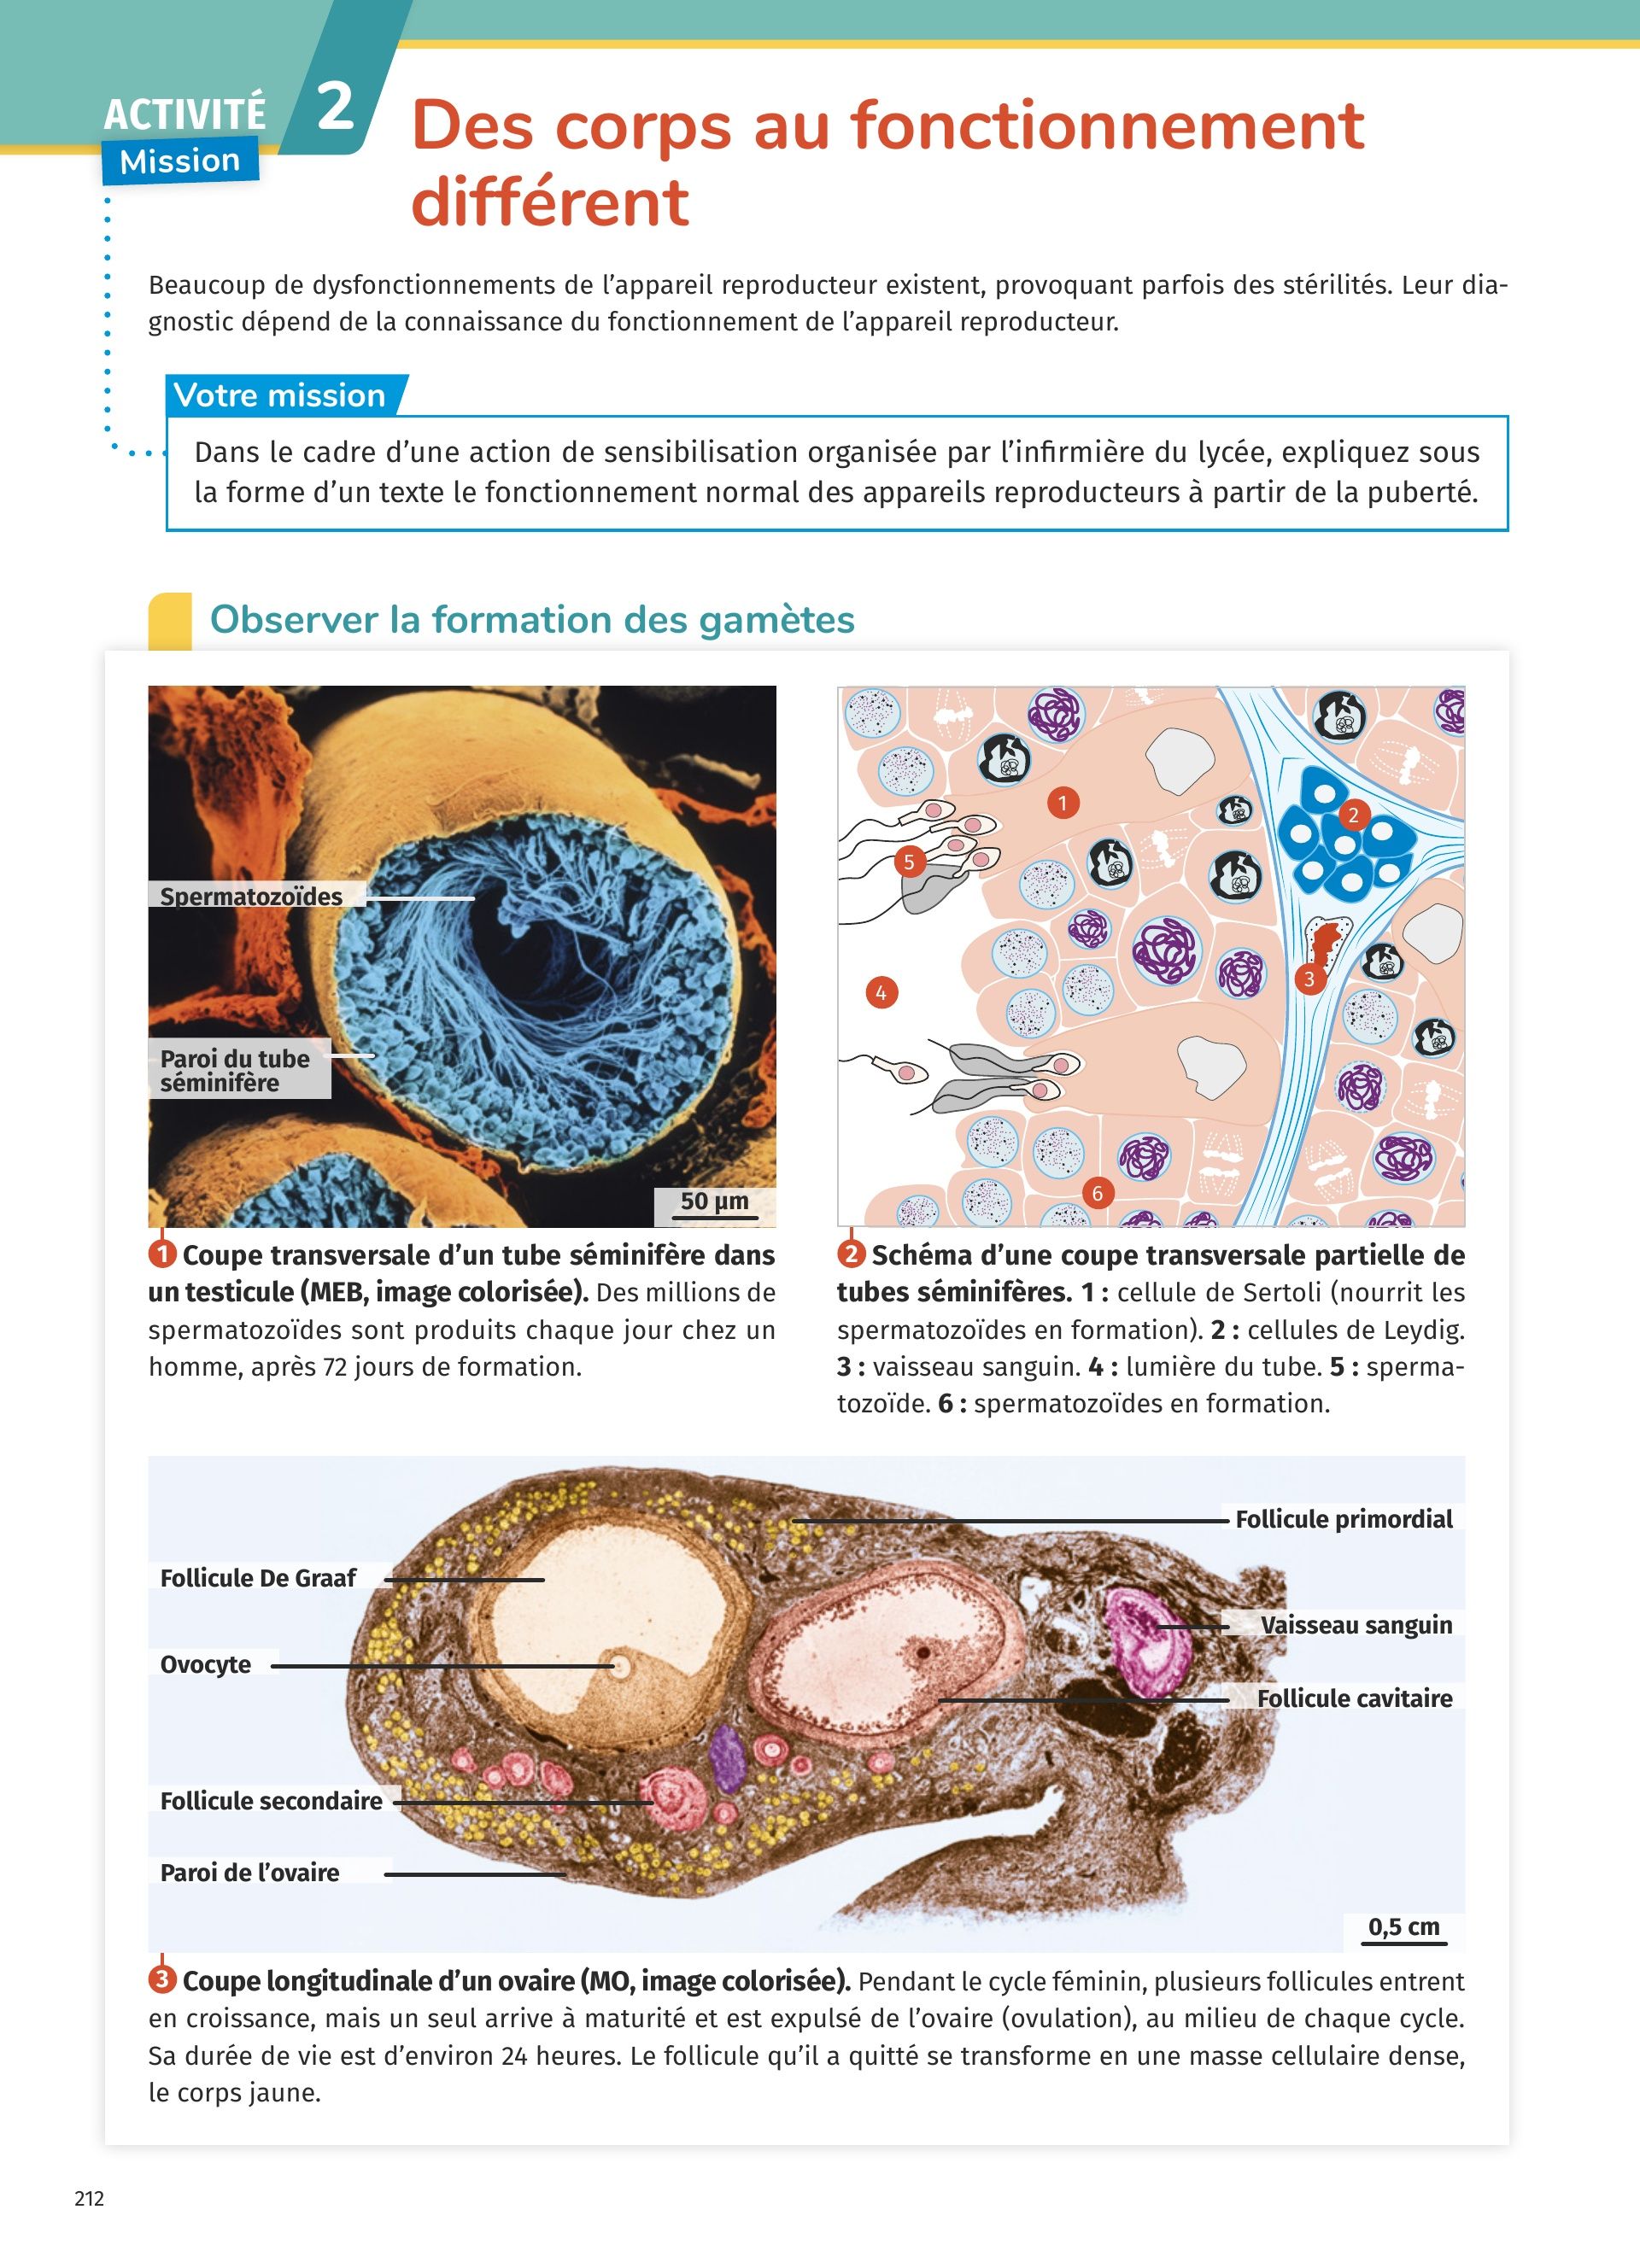 ACTIVITÉ 2
Mission
Des corps au fonctionnement
différent
Beaucoup de dysfonctionnements de l’appareil reproducteur existent, provoquant parfois des stérilités. Leur dia-
gnostic dépend de la connaissance du fonctionnement de l’appareil reproducteur.
Votre mission
Dans le cadre d’une action de sensibilisation organisée par l’infirmière du lycée, expliquez sous
la forme d’un texte le fonctionnement normal des appareils reproducteurs à partir de la puberté.
Observer la formation des gamètes
Spermatozoïdes
Paroi du tube
séminifère
50 µm
1
2
3
4
5
6
1 Coupe transversale d’un tube séminifère dans
un testicule (MEB, image colorisée). Des millions de
spermatozoïdes sont produits chaque jour chez un
homme, après 72 jours de formation.
2 Schéma d’une coupe transversale partielle de
tubes séminifères. 1 : cellule de Sertoli (nourrit les
spermatozoïdes en formation). 2 : cellules de Leydig.
3 : vaisseau sanguin. 4 : lumière du tube. 5 : sperma-
tozoïde. 6 : spermatozoïdes en formation.
Follicule primordial
Follicule De Graaf
Vaisseau sanguin
Ovocyte
Follicule cavitaire
Follicule secondaire
Paroi de l’ovaire
0,5 cm
3 Coupe longitudinale d’un ovaire (MO, image colorisée). Pendant le cycle féminin, plusieurs follicules entrent
en croissance, mais un seul arrive à maturité et est expulsé de l’ovaire (ovulation), au milieu de chaque cycle.
Sa durée de vie est d’environ 24 heures. Le follicule qu’il a quitté se transforme en une masse cellulaire dense,
le corps jaune.
212